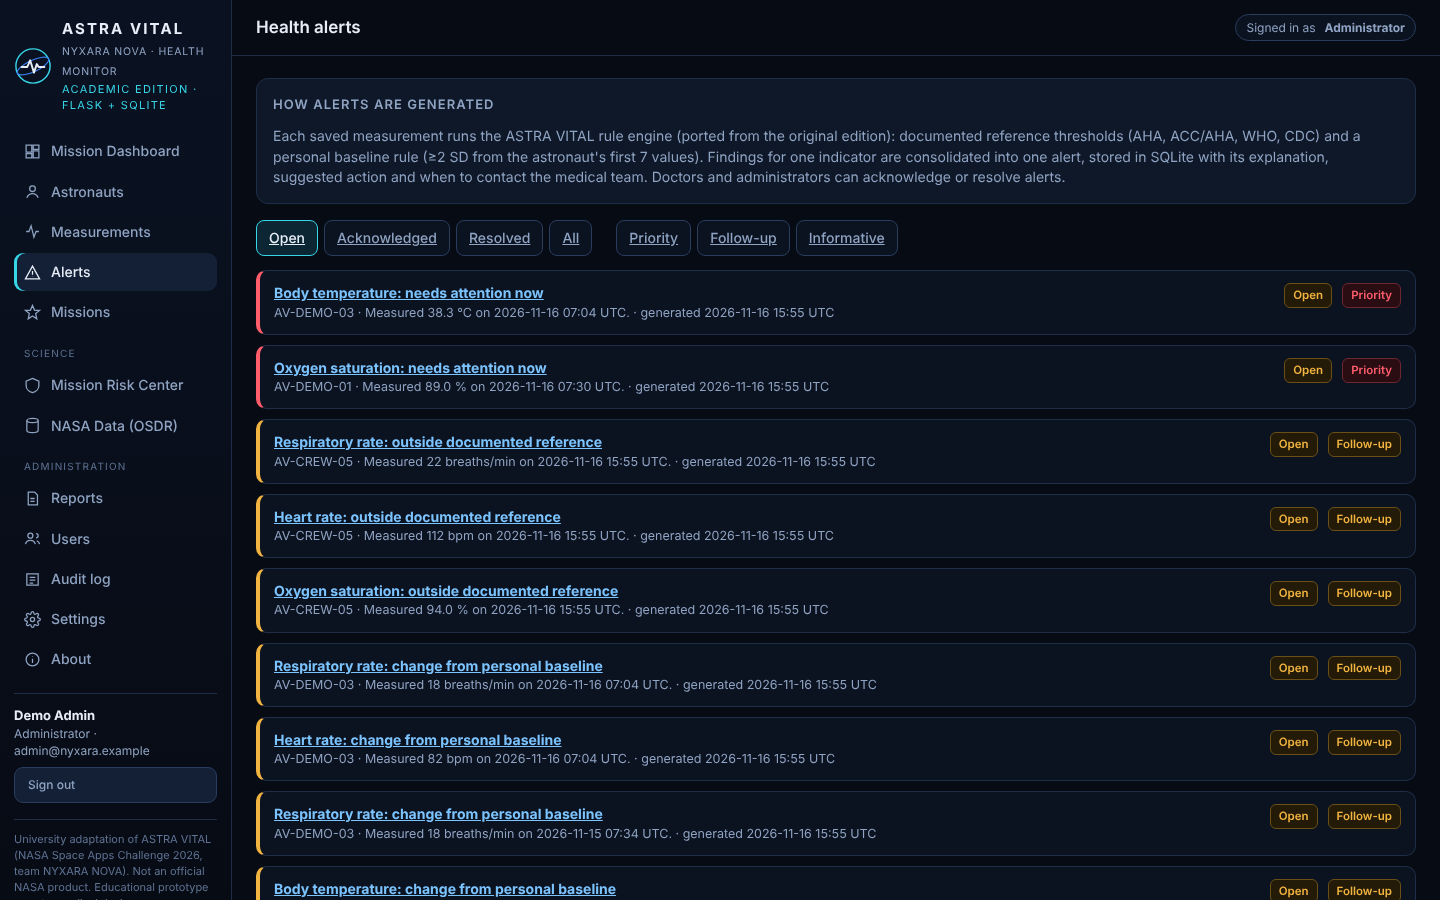 ASTRA VITAL
NYXARA NOVA · HEALTH
MONITOR
ACADEMIC EDITION ·
FLASK + SQLITE
Mission Dashboard
Astronauts
Measurements
Alerts
Missions
SCIENCE
Mission Risk Center
NASA Data (OSDR)
ADMINISTRATION
Reports
Users
Audit log
Settings
About
Demo Admin
Administrator ·
admin@nyxara.example
Sign out
University adaptation of ASTRA VITAL
(NASA Space Apps Challenge 2026,
team NYXARA NOVA). Not an official
NASA product. Educational prototype
Health alerts
Signed in as Administrator
HOW ALERTS ARE GENERATED
Each saved measurement runs the ASTRA VITAL rule engine (ported from the original edition): documented reference thresholds (AHA, ACC/AHA, WHO, CDC) and a
personal baseline rule (≥2 SD from the astronaut's first 7 values). Findings for one indicator are consolidated into one alert, stored in SQLite with its explanation,
suggested action and when to contact the medical team. Doctors and administrators can acknowledge or resolve alerts.
Open Acknowledged Resolved All Priority Follow-up Informative
Body temperature: needs attention now Open Priority
AV-DEMO-03 · Measured 38.3 °C on 2026-11-16 07:04 UTC. · generated 2026-11-16 15:55 UTC
Oxygen saturation: needs attention now Open Priority
AV-DEMO-01 · Measured 89.0 % on 2026-11-16 07:30 UTC. · generated 2026-11-16 15:55 UTC
Respiratory rate: outside documented reference Open Follow-up
AV-CREW-05 · Measured 22 breaths/min on 2026-11-16 15:55 UTC. · generated 2026-11-16 15:55 UTC
Heart rate: outside documented reference Open Follow-up
AV-CREW-05 · Measured 112 bpm on 2026-11-16 15:55 UTC. · generated 2026-11-16 15:55 UTC
Oxygen saturation: outside documented reference Open Follow-up
AV-CREW-05 · Measured 94.0 % on 2026-11-16 15:55 UTC. · generated 2026-11-16 15:55 UTC
Respiratory rate: change from personal baseline Open Follow-up
AV-DEMO-03 · Measured 18 breaths/min on 2026-11-16 07:04 UTC. · generated 2026-11-16 15:55 UTC
Heart rate: change from personal baseline Open Follow-up
AV-DEMO-03 · Measured 82 bpm on 2026-11-16 07:04 UTC. · generated 2026-11-16 15:55 UTC
Respiratory rate: change from personal baseline Open Follow-up
AV-DEMO-03 · Measured 18 breaths/min on 2026-11-15 07:34 UTC. · generated 2026-11-16 15:55 UTC
Body temperature: change from personal baseline Open Follow-up